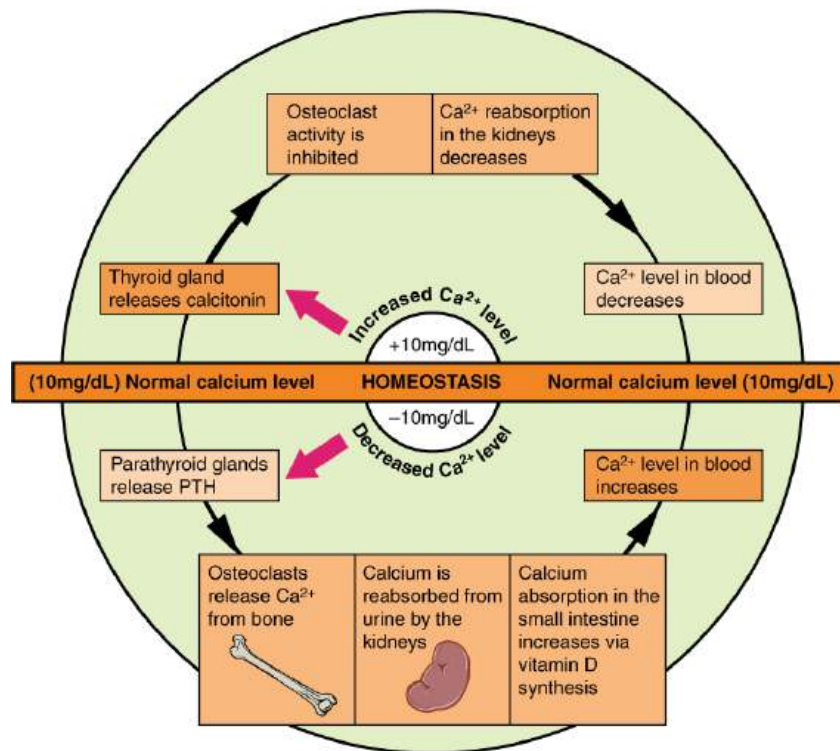 Osteoclast
activity is
inhibited
Ca²⁺ reabsorption
in the kidneys
decreases
Thyroid gland
releases calcitonin
Increased Ca²⁺ level
Ca²⁺ level in blood
decreases
+10mg/dL
(10mg/dL) Normal calcium level
HOMEOSTASIS
Normal calcium level (10mg/dL)
–10mg/dL
Decreased Ca²⁺ level
Parathyroid glands
release PTH
Ca²⁺ level in blood
increases
Osteoclasts
release Ca²⁺
from bone
Calcium is
reabsorbed from
urine by the
kidneys
Calcium
absorption in the
small intestine
increases via
vitamin D
synthesis